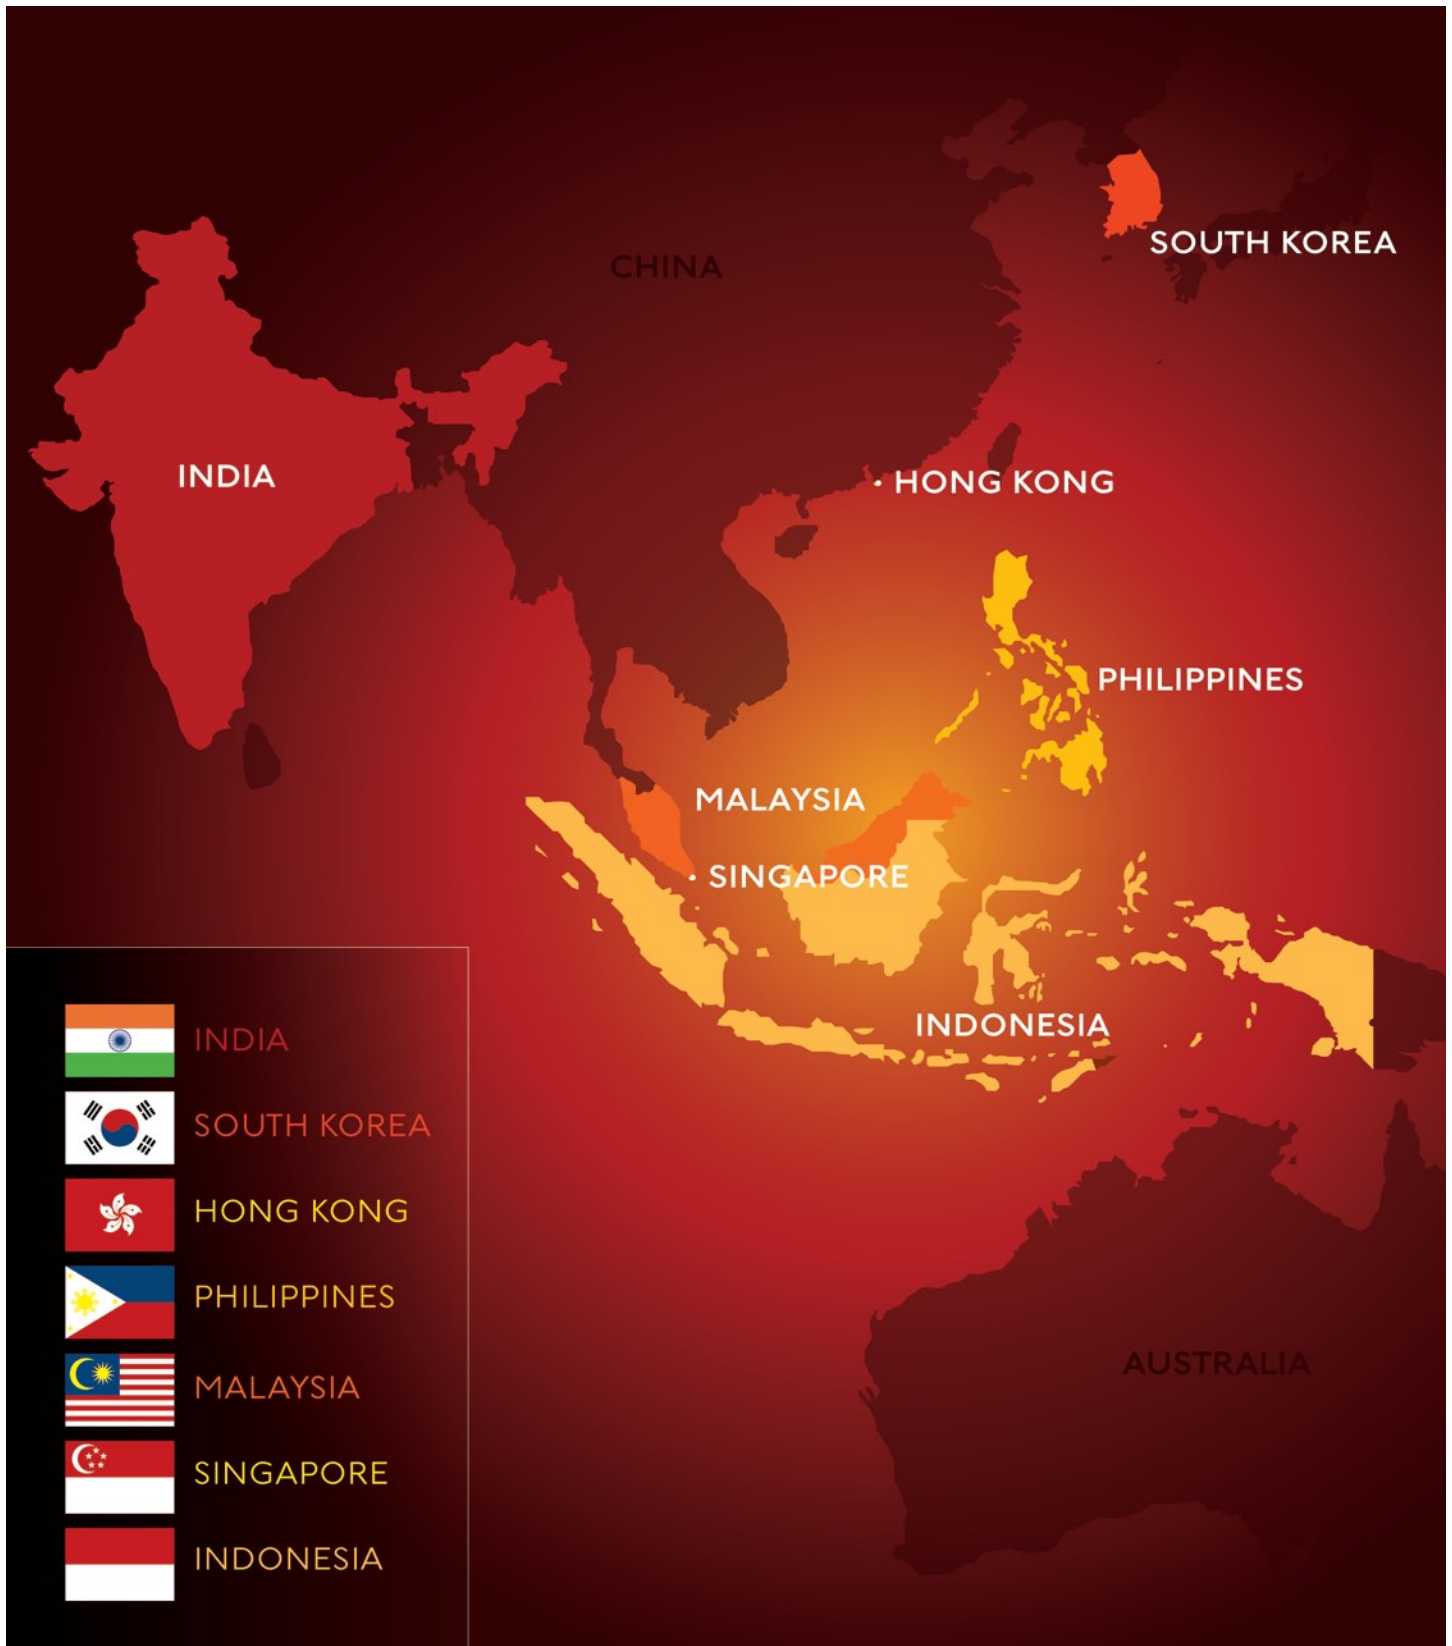 CHINA
SOUTH KOREA
INDIA
HONG KONG
PHILIPPINES
MALAYSIA
SINGAPORE
INDONESIA
AUSTRALIA
INDIA
SOUTH KOREA
HONG KONG
PHILIPPINES
MALAYSIA
SINGAPORE
INDONESIA